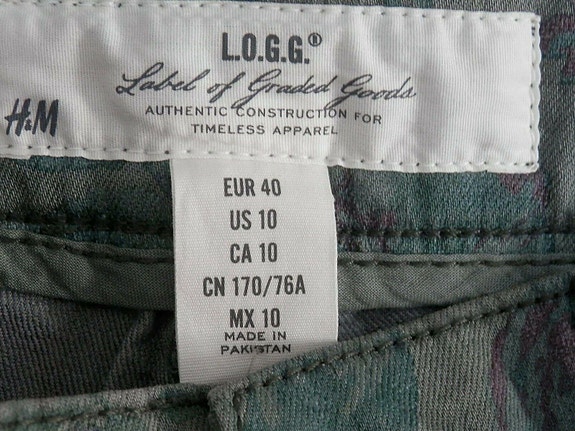 L.O.G.G.®
Label of Graded Goods
H&M
AUTHENTIC CONSTRUCTION FOR
TIMELESS APPAREL
EUR 40
US 10
CA 10
CN 170/76A
MX 10
MADE IN
PAKISTAN